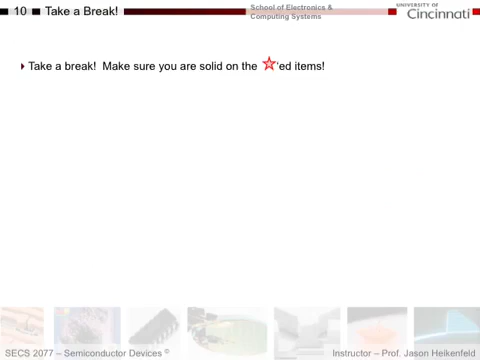 10 Take a Break!
School of Electronics &
Computing Systems
UNIVERSITY OF
Cincinnati
Take a break! Make sure you are solid on the 'ed items!
SECS 2077 – Semiconductor Devices ©
Instructor – Prof. Jason Heikenfeld